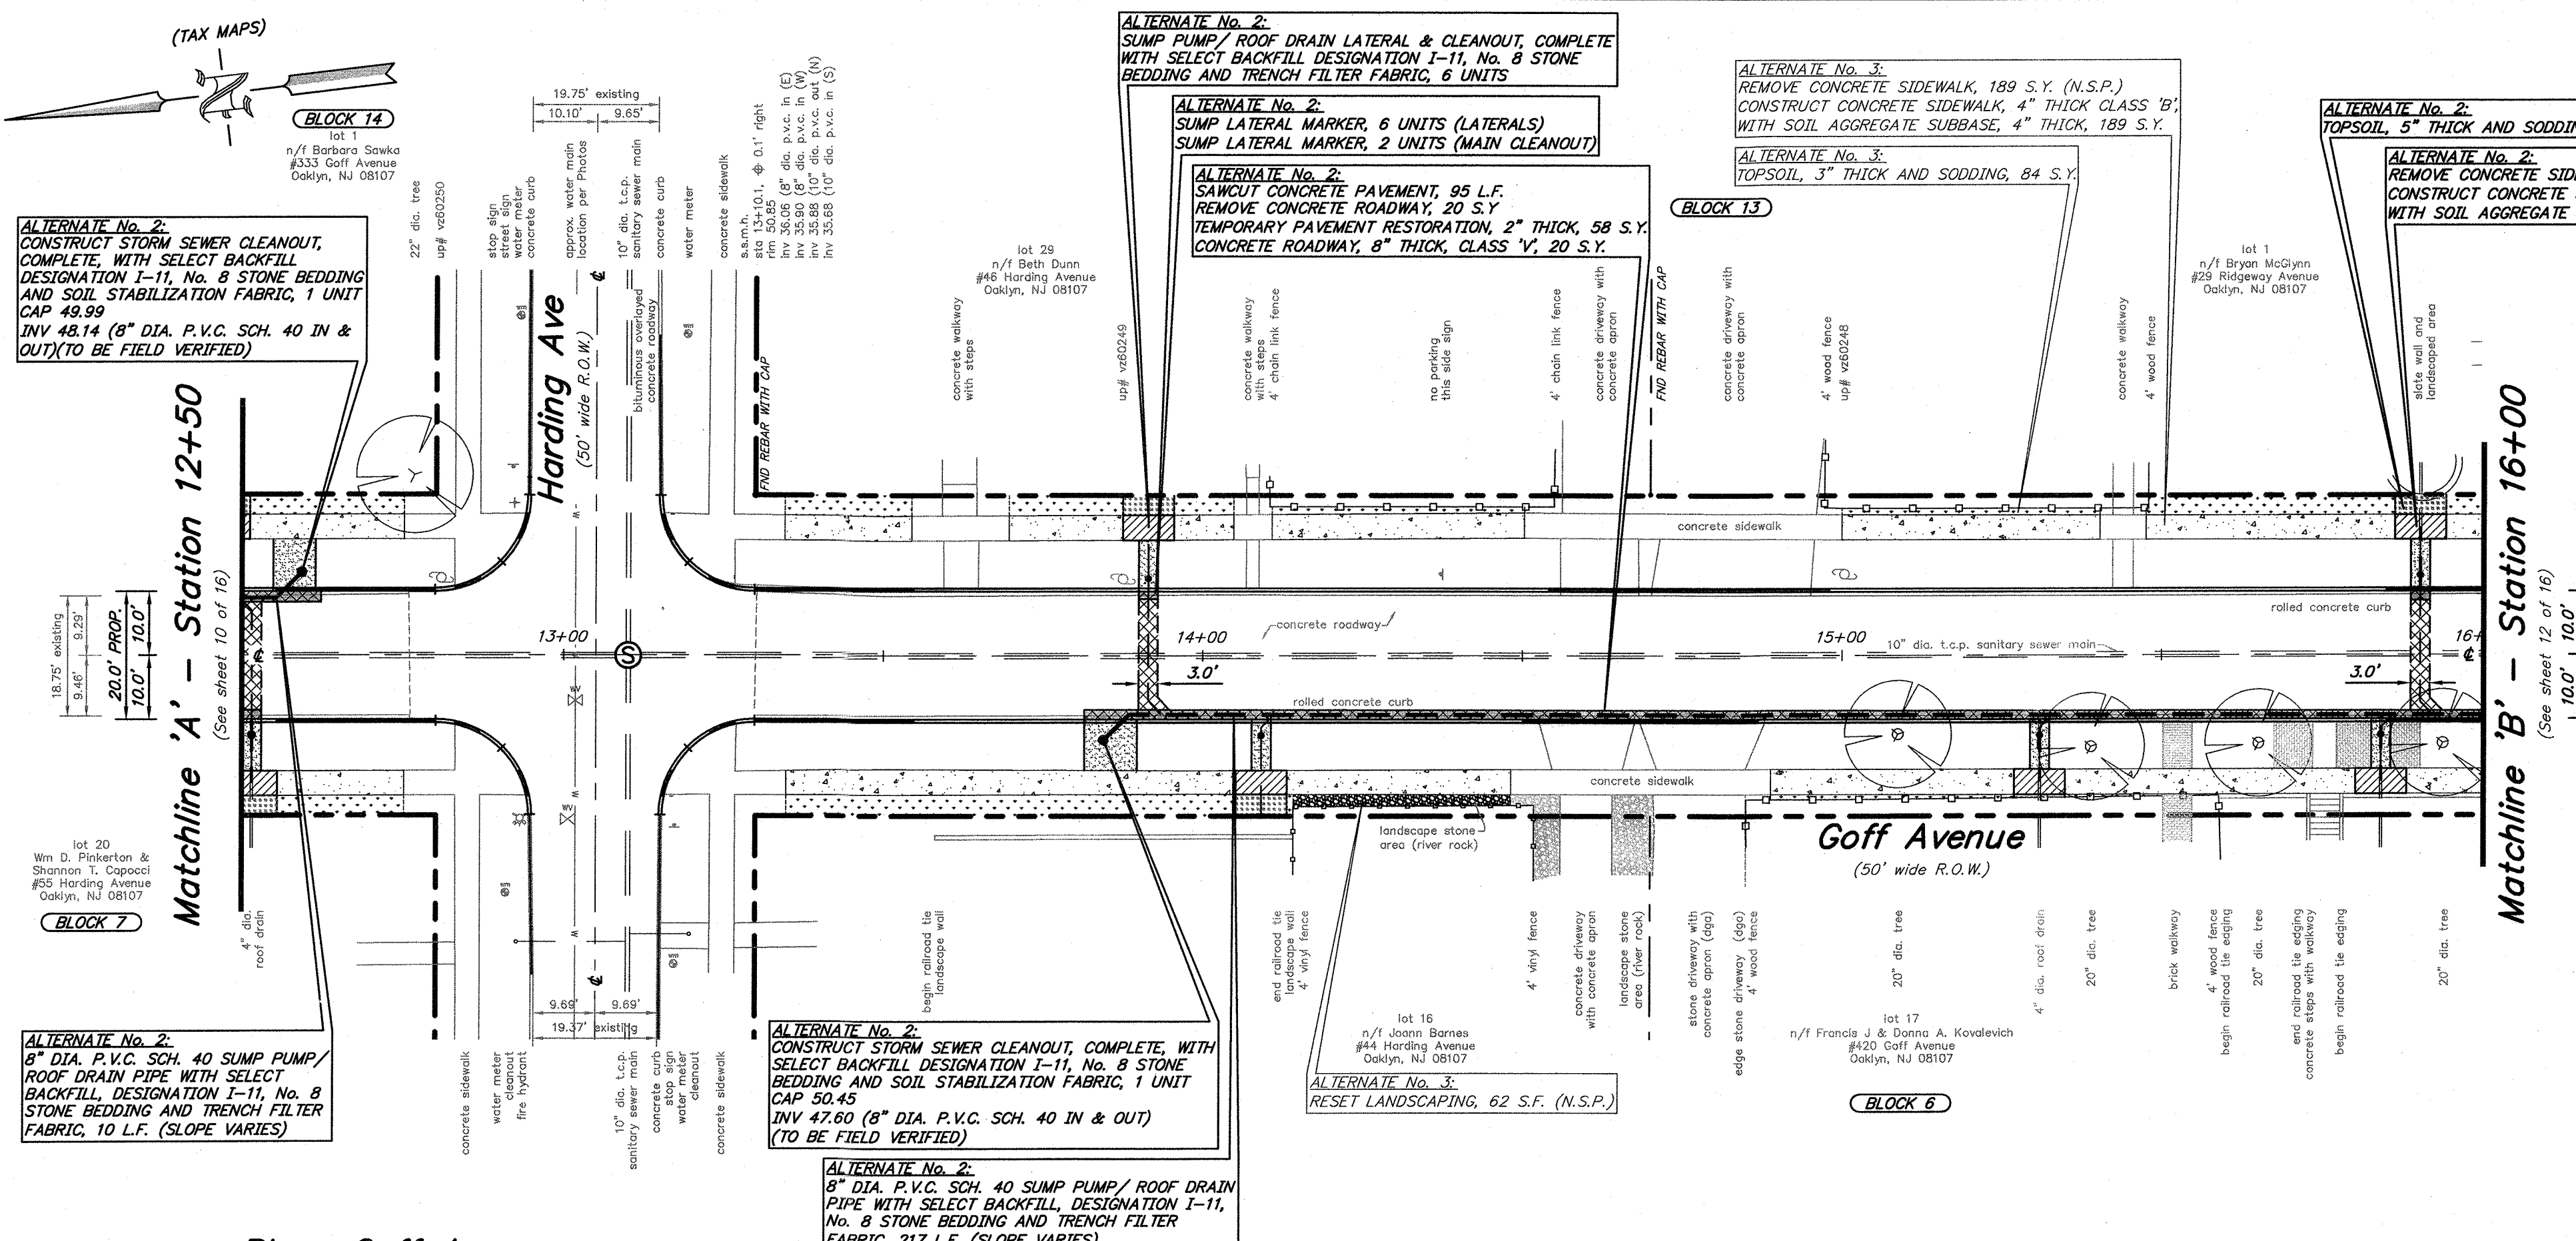 (TAX MAPS)
BLOCK 14
lot 1
n/f Barbara Sawka
#333 Goff Avenue
Oaklyn, NJ 08107
ALTERNATE No. 2:
CONSTRUCT STORM SEWER CLEANOUT,
COMPLETE, WITH SELECT BACKFILL
DESIGNATION I-11, No. 8 STONE BEDDING
AND SOIL STABILIZATION FABRIC, 1 UNIT
CAP 49.99
INV 48.14 (8" DIA. P.V.C. SCH. 40 IN &
OUT)(TO BE FIELD VERIFIED)
22" dia. tree
up# vz60250
stop sign
street sign
water meter
concrete curb
19.75' existing
10.10'
9.65'
approx. water main
location per Photos
10" dia. t.c.p.
sanitary sewer main
concrete curb
water meter
concrete sidewalk
s.s.m.h.
sta 13+10.1, 0.1' right
rim 50.85
inv 36.06 (8" dia. p.v.c. in (E)
inv 35.90 (8" dia. p.v.c. in (W)
inv 35.88 (10" dia. p.v.c. out (N)
inv 35.68 (10" dia. p.v.c. in (S)
Harding Ave
(50' wide R.O.W.)
bituminous overlayed
concrete roadway
FND REBAR WITH CAP
lot 29
n/f Beth Dunn
#46 Harding Avenue
Oaklyn, NJ 08107
concrete walkway
with steps
ALTERNATE No. 2:
SUMP PUMP/ ROOF DRAIN LATERAL & CLEANOUT, COMPLETE
WITH SELECT BACKFILL DESIGNATION I-11, No. 8 STONE
BEDDING AND TRENCH FILTER FABRIC, 6 UNITS
ALTERNATE No. 2:
SUMP LATERAL MARKER, 6 UNITS (LATERALS)
SUMP LATERAL MARKER, 2 UNITS (MAIN CLEANOUT)
ALTERNATE No. 2:
SAWCUT CONCRETE PAVEMENT, 95 L.F.
REMOVE CONCRETE ROADWAY, 20 S.Y
TEMPORARY PAVEMENT RESTORATION, 2" THICK, 58 S.Y.
CONCRETE ROADWAY, 8" THICK, CLASS 'V', 20 S.Y.
up# vz60249
concrete walkway
with steps
4' chain link fence
no parking
this side sign
4' chain link fence
concrete driveway with
concrete apron
FND REBAR WITH CAP
concrete driveway with
concrete apron
4' wood fence
up# vz60248
concrete walkway
4' wood fence
slate wall and
landscaped area
ALTERNATE No. 3:
REMOVE CONCRETE SIDEWALK, 189 S.Y. (N.S.P.)
CONSTRUCT CONCRETE SIDEWALK, 4" THICK CLASS 'B',
WITH SOIL AGGREGATE SUBBASE, 4" THICK, 189 S.Y.
ALTERNATE No. 3:
TOPSOIL, 3" THICK AND SODDING, 84 S.Y.
BLOCK 13
lot 1
n/f Bryan McGlynn
#29 Ridgeway Avenue
Oaklyn, NJ 08107
ALTERNATE No. 2:
TOPSOIL, 5" THICK AND SODDIN
ALTERNATE No. 2:
REMOVE CONCRETE SID
CONSTRUCT CONCRETE
WITH SOIL AGGREGATE
Matchline 'A' - Station 12+50
(See sheet 10 of 16)
18.75' existing
9.29'
9.46'
20.0' PROP.
10.0'
10.0'
13+00
S
WV
WV
14+00
3.0'
concrete roadway
concrete sidewalk
15+00
10" dia. t.c.p. sanitary sewer main
rolled concrete curb
16+
3.0'
rolled concrete curb
concrete sidewalk
Matchline 'B' - Station 16+00
(See sheet 12 of 16)
10.0'
10.0'
landscape stone
area (river rock)
Goff Avenue
(50' wide R.O.W.)
lot 20
Wm D. Pinkerton &
Shannon T. Capocci
#55 Harding Avenue
Oaklyn, NJ 08107
BLOCK 7
4" dia.
roof drain
9.69'
9.69'
19.37' existing
concrete sidewalk
water meter
cleanout
fire hydrant
10" dia. t.c.p.
sanitary sewer main
concrete curb
stop sign
water meter
cleanout
concrete sidewalk
begin railroad tie
landscape wall
end railroad tie
landscape wall
4' vinyl fence
4' vinyl fence
concrete driveway
with concrete apron
landscape stone
area (river rock)
stone driveway with
concrete apron (dga)
edge stone driveway (dga)
4' wood fence
20" dia. tree
4" dia. roof drain
20" dia. tree
brick walkway
4' wood fence
begin railroad tie edging
20" dia. tree
end railroad tie edging
concrete steps with walkway
begin railroad tie edging
20" dia. tree
ALTERNATE No. 2:
8" DIA. P.V.C. SCH. 40 SUMP PUMP/
ROOF DRAIN PIPE WITH SELECT
BACKFILL, DESIGNATION I-11, No. 8
STONE BEDDING AND TRENCH FILTER
FABRIC, 10 L.F. (SLOPE VARIES)
ALTERNATE No. 2:
CONSTRUCT STORM SEWER CLEANOUT, COMPLETE, WITH
SELECT BACKFILL DESIGNATION I-11, No. 8 STONE
BEDDING AND SOIL STABILIZATION FABRIC, 1 UNIT
CAP 50.45
INV 47.60 (8" DIA. P.V.C. SCH. 40 IN & OUT)
(TO BE FIELD VERIFIED)
ALTERNATE No. 2:
8" DIA. P.V.C. SCH. 40 SUMP PUMP/ ROOF DRAIN
PIPE WITH SELECT BACKFILL, DESIGNATION I-11,
No. 8 STONE BEDDING AND TRENCH FILTER
FABRIC, 217 L.F. (SLOPE VARIES)
lot 16
n/f Joann Barnes
#44 Harding Avenue
Oaklyn, NJ 08107
ALTERNATE No. 3:
RESET LANDSCAPING, 62 S.F. (N.S.P.)
lot 17
n/f Francis J & Donna A. Kovalevich
#420 Goff Avenue
Oaklyn, NJ 08107
BLOCK 6